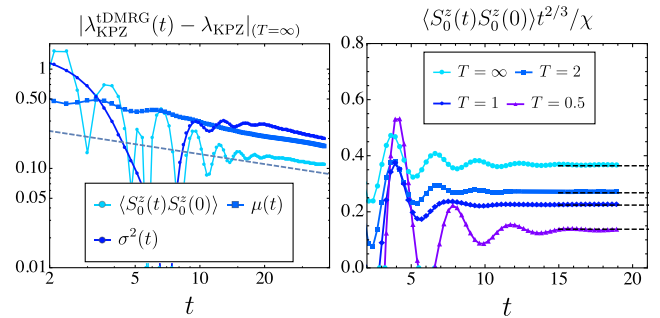 |λ_KPZ^tDMRG(t) − λ_KPZ|_(T=∞)
1
0.50
0.10
0.05
0.01
⟨S_0^z(t)S_0^z(0)⟩ μ(t)
σ²(t)
2 5 10 20
t
⟨S_0^z(t)S_0^z(0)⟩t^{2/3}/χ
0.8
0.6
0.4
0.2
0.0
T = ∞ T = 2
T = 1 T = 0.5
0 5 10 15 20
t